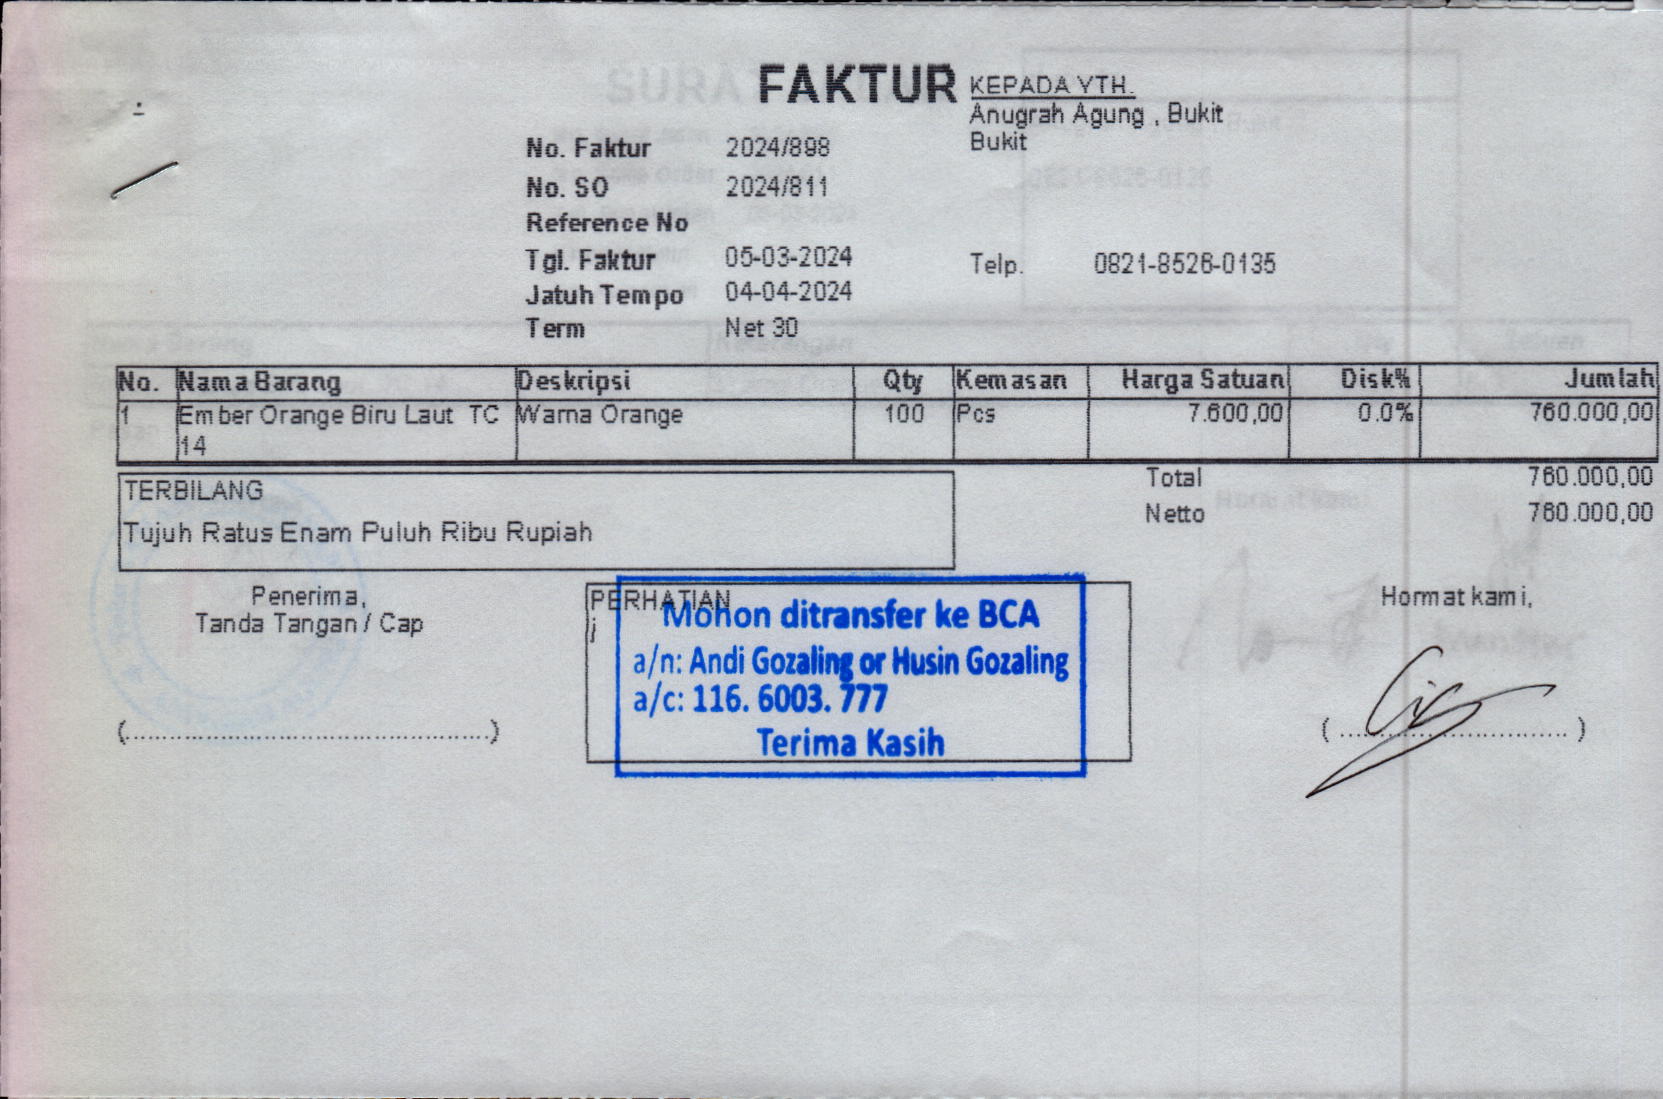 FAKTUR
KEPADA YTH.
Anugrah Agung , Bukit
Bukit
No. Faktur 2024/898
No. SO 2024/811
Reference No
Tgl. Faktur 05-03-2024
Telp. 0821-8526-0135
Jatuh Tempo 04-04-2024
Term Net 30
No. Nama Barang Deskripsi Qty Kemasan Harga Satuan Disk% Jumlah
1 Ember Orange Biru Laut TC Warna Orange 100 Pcs 7.600,00 0.0% 760.000,00
14
TERBILANG
Tujuh Ratus Enam Puluh Ribu Rupiah
Total 760.000,00
Netto 760.000,00
Penerima,
Tanda Tangan / Cap
(........................................)
PERHATIAN
j
Mohon ditransfer ke BCA
a/n: Andi Gozaling or Husin Gozaling
a/c: 116. 6003. 777
Terima Kasih
Hormat kami,
(............................)